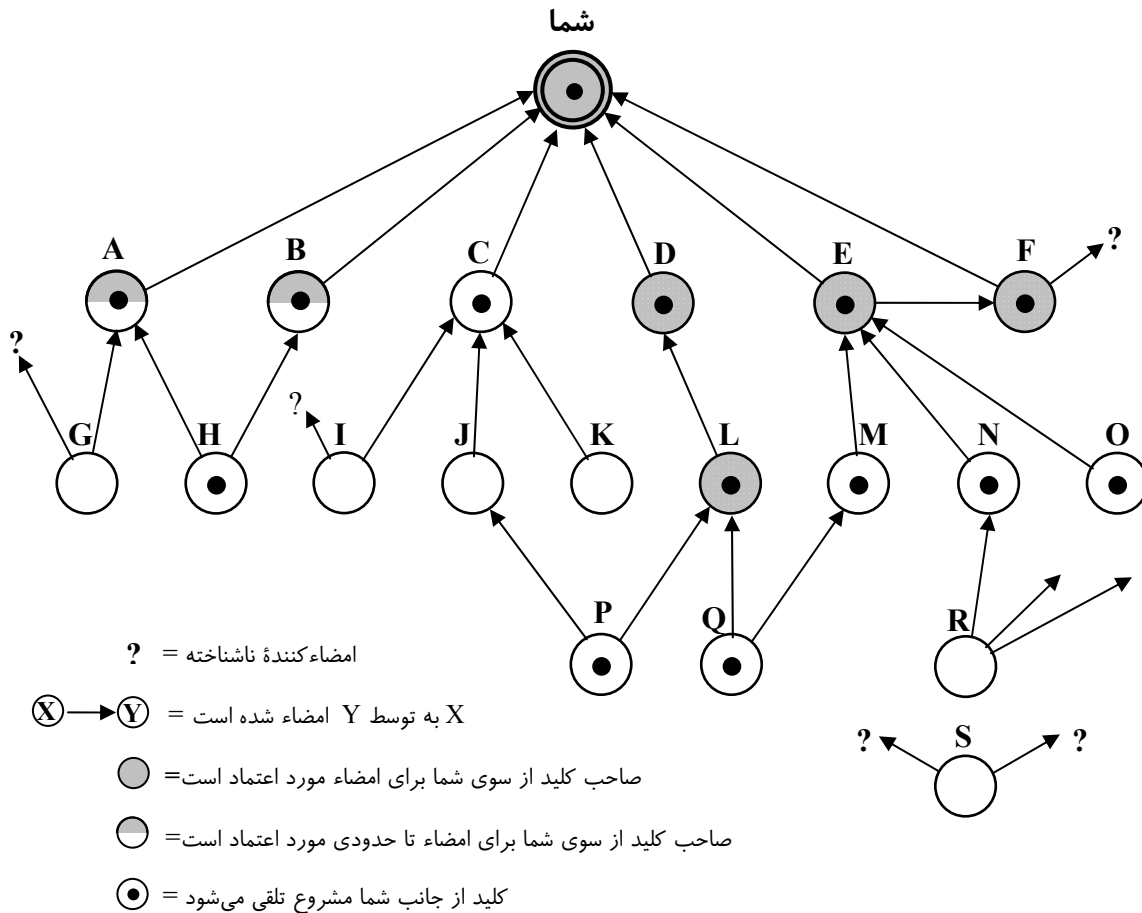 شما
A B C D E F ?
? G H ? I J K L M N O
P Q R
? = امضاءکنندهٔ ناشناخته
X Y = X به توسط Y امضاء شده است
= صاحب کلید از سوی شما برای امضاء مورد اعتماد است
= صاحب کلید از سوی شما برای امضاء تا حدودی مورد اعتماد است
= کلید از جانب شما مشروع تلقی می‌شود
? S ?